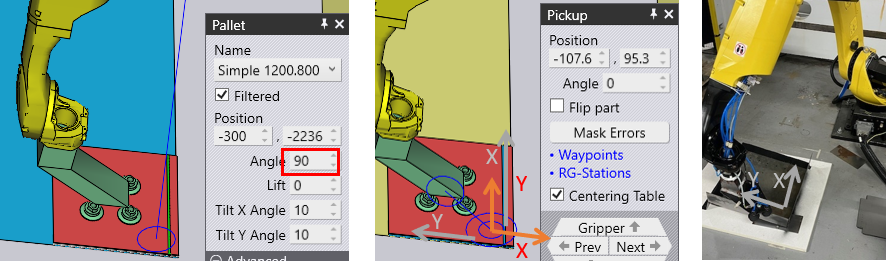 Pallet
Name
Simple 1200.800
Filtered
Position
-300 , -2236
Angle 90
Lift 0
Tilt X Angle 10
Tilt Y Angle 10
Advanced
X
Y
Y
X
Pickup
Position
-107.6 , 95.3
Angle 0
Flip part
Mask Errors
• Waypoints
• RG-Stations
Centering Table
Gripper
Prev Next
Y X